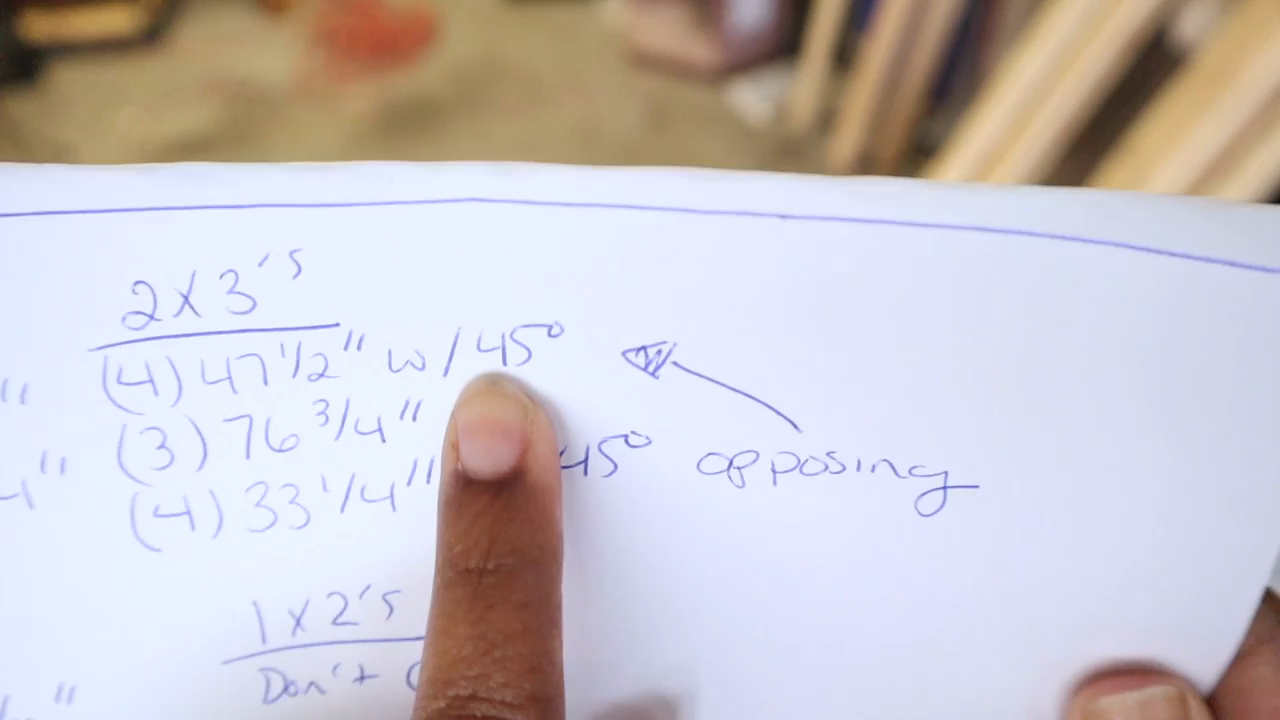 2x3's
(4) 47 1/2" w/ 45°
(3) 76 3/4"
(4) 33 1/4" 45° opposing
1x2's
Don't